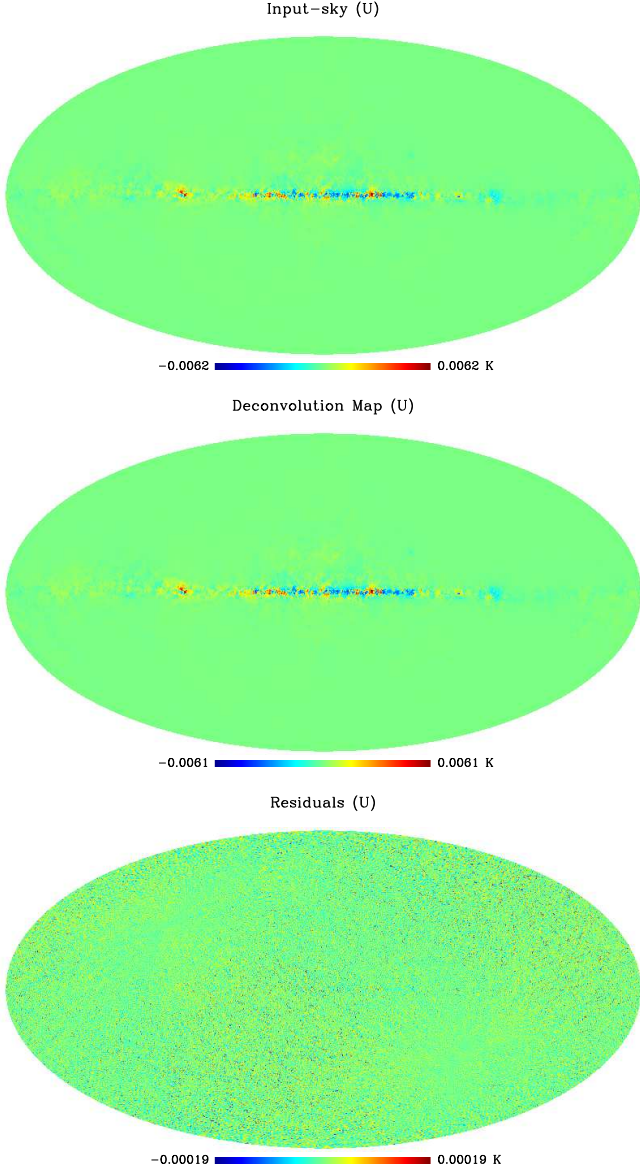 Input-sky (U)
-0.0062 0.0062 K
Deconvolution Map (U)
-0.0061 0.0061 K
Residuals (U)
-0.00019 0.00019 K